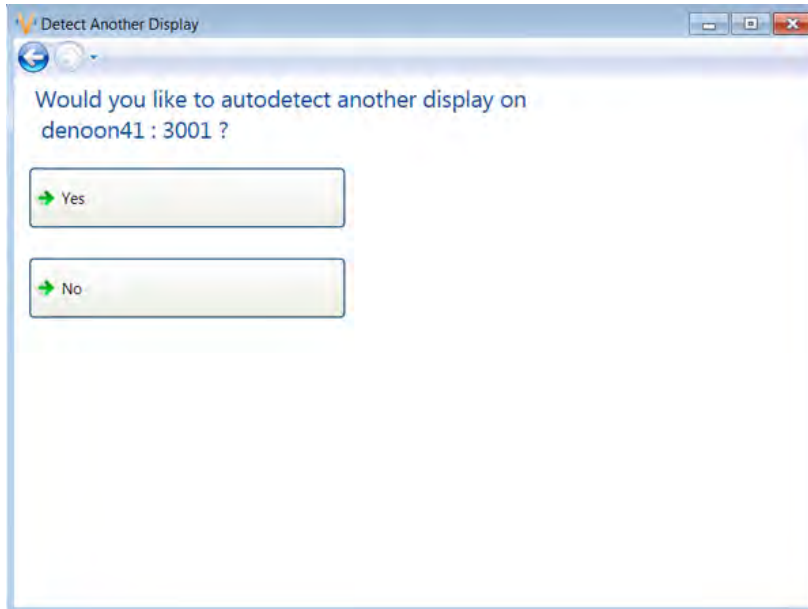 Detect Another Display
Would you like to autodetect another display on
denoon41 : 3001 ?
Yes
No